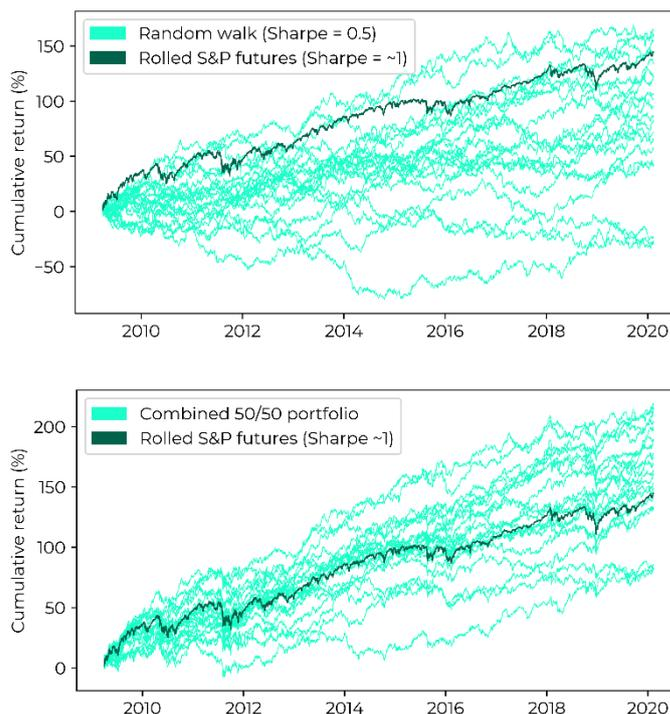 Random walk (Sharpe = 0.5)
Rolled S&P futures (Sharpe = ~1)
Cumulative return (%)
150
100
50
0
−50
2010 2012 2014 2016 2018 2020
Combined 50/50 portfolio
Rolled S&P futures (Sharpe ~1)
Cumulative return (%)
200
150
100
50
0
2010 2012 2014 2016 2018 2020